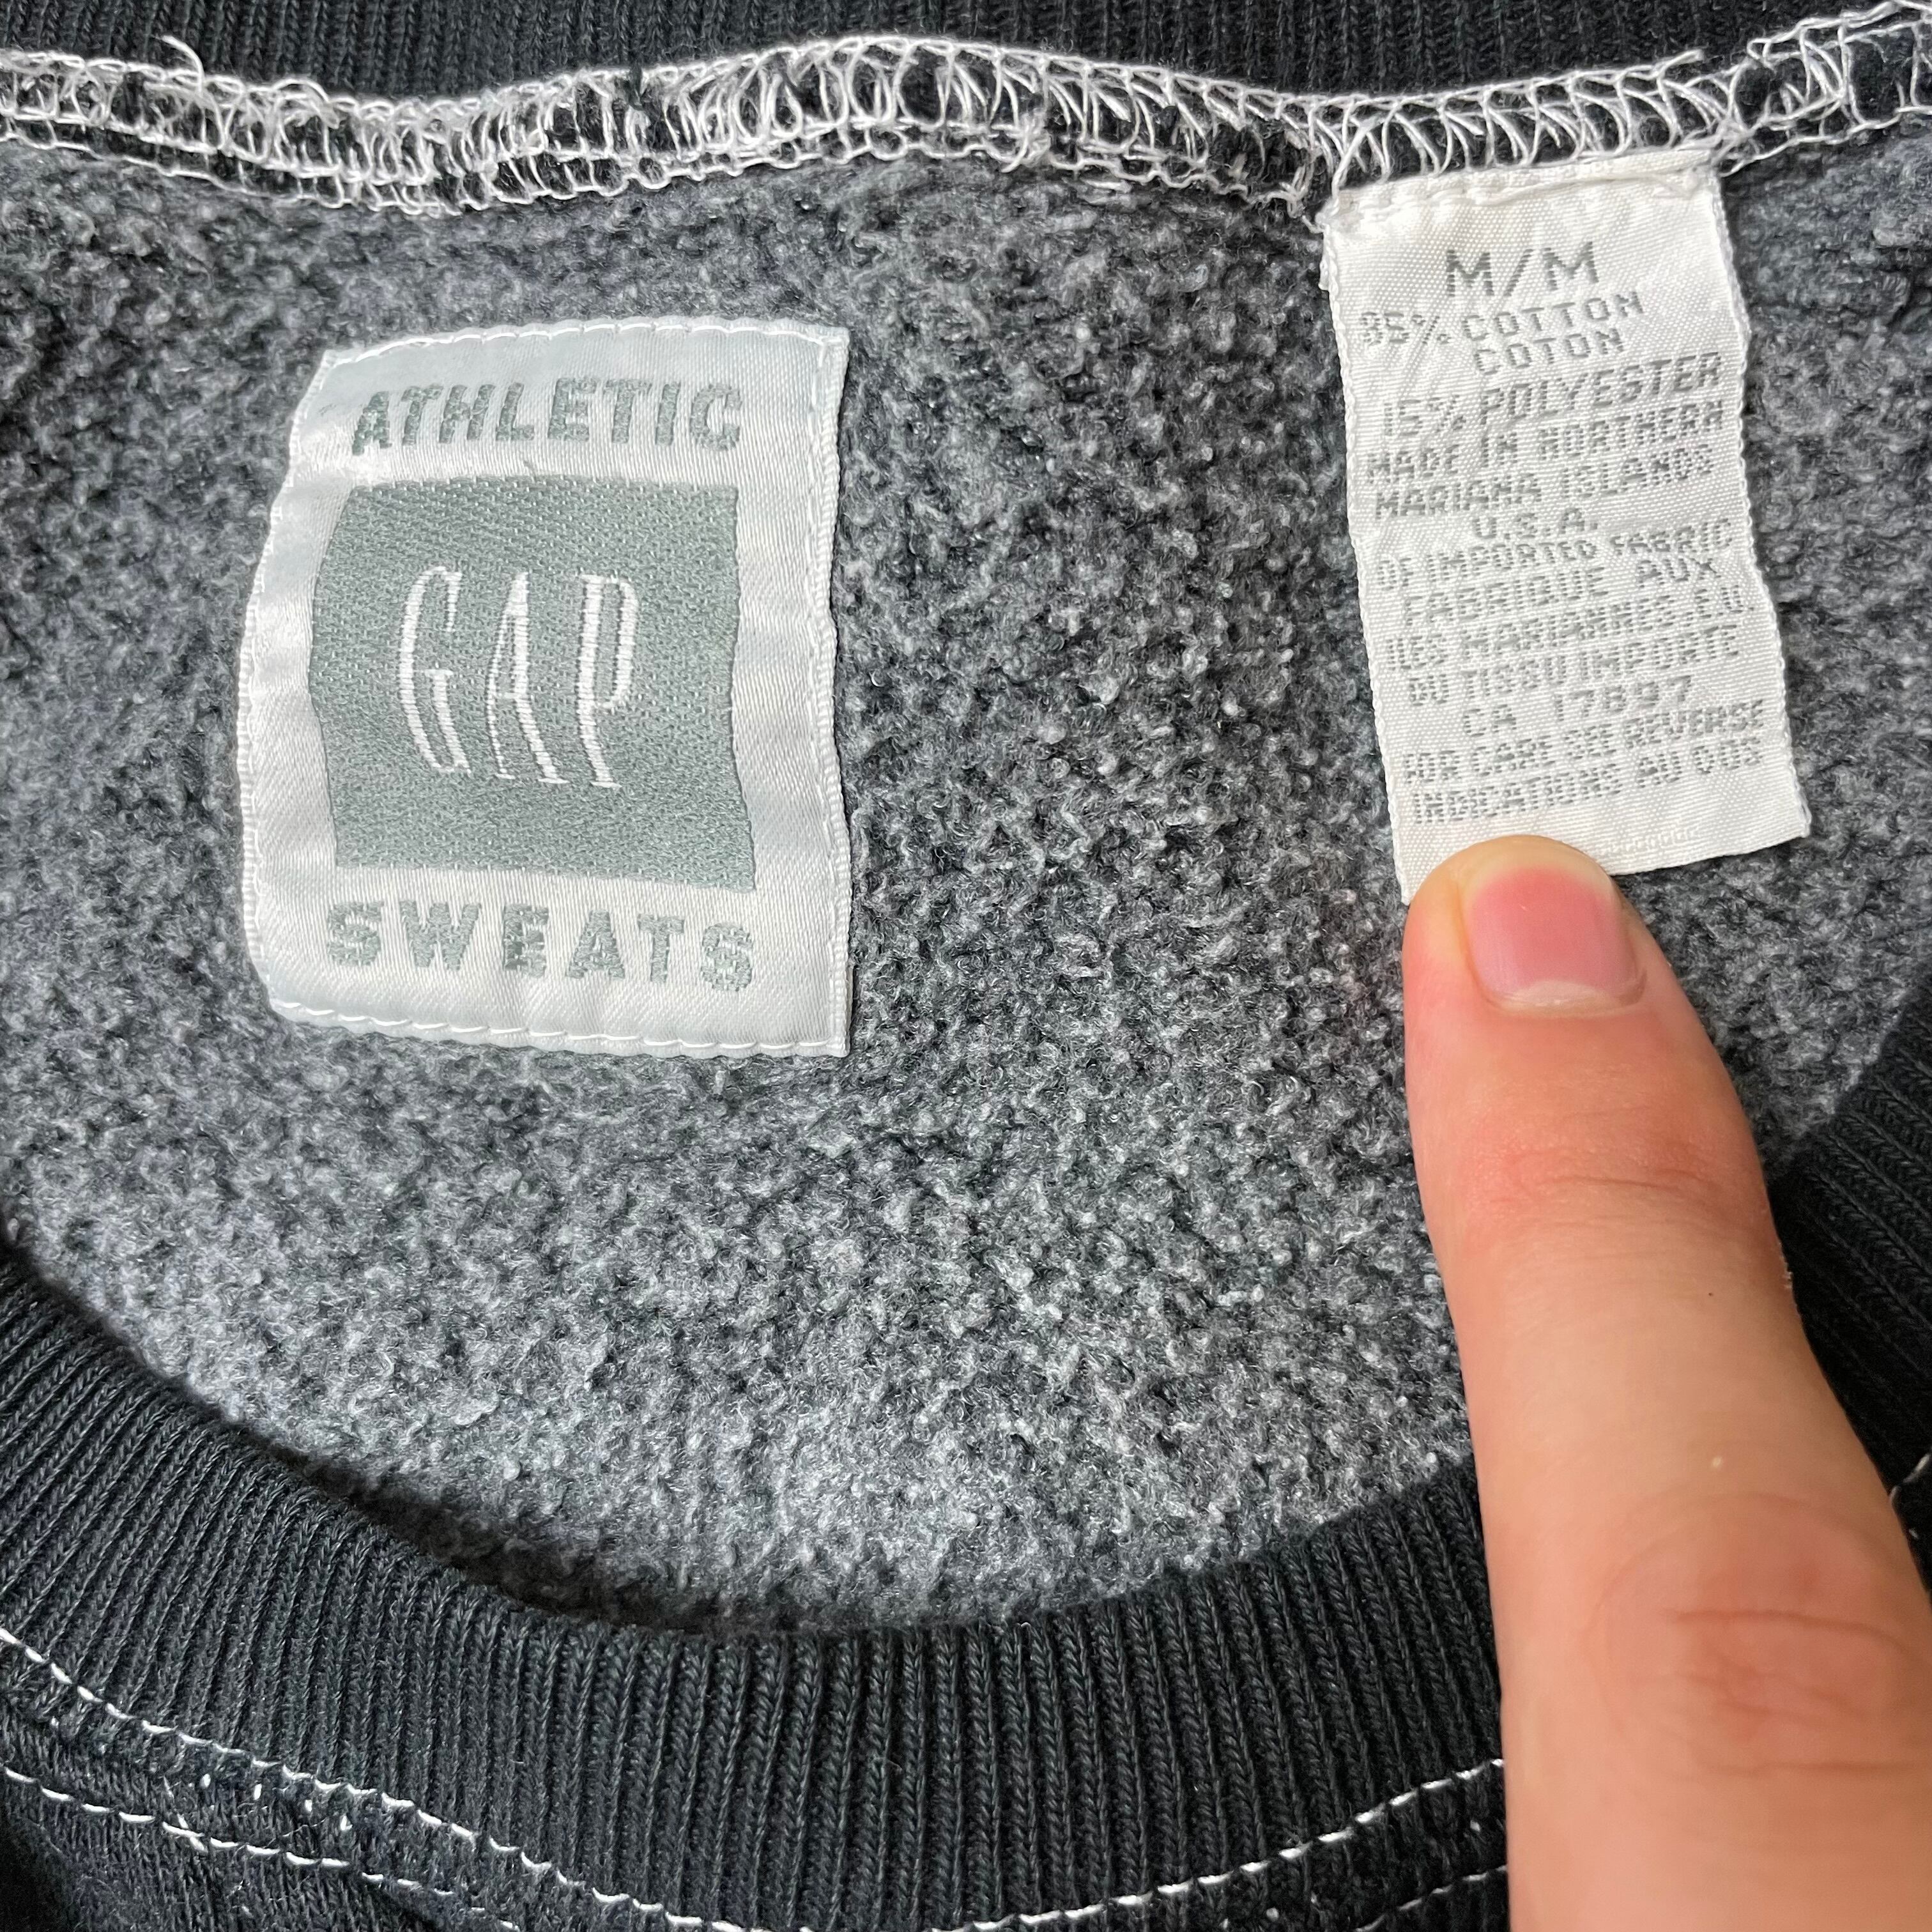 ATHLETIC
GAP
SWEATS
M/M
85% COTTON
COTON
15% POLYESTER
MADE IN NORTHERN
MARIANA ISLANDS
U.S.A.
OF IMPORTED FABRIC
FABRIQUE AUX
ILES MARIANNES E.U.
DU TISSU IMPORTE
CA 17897
FOR CARE SEE REVERSE
INDICATIONS AU DOS